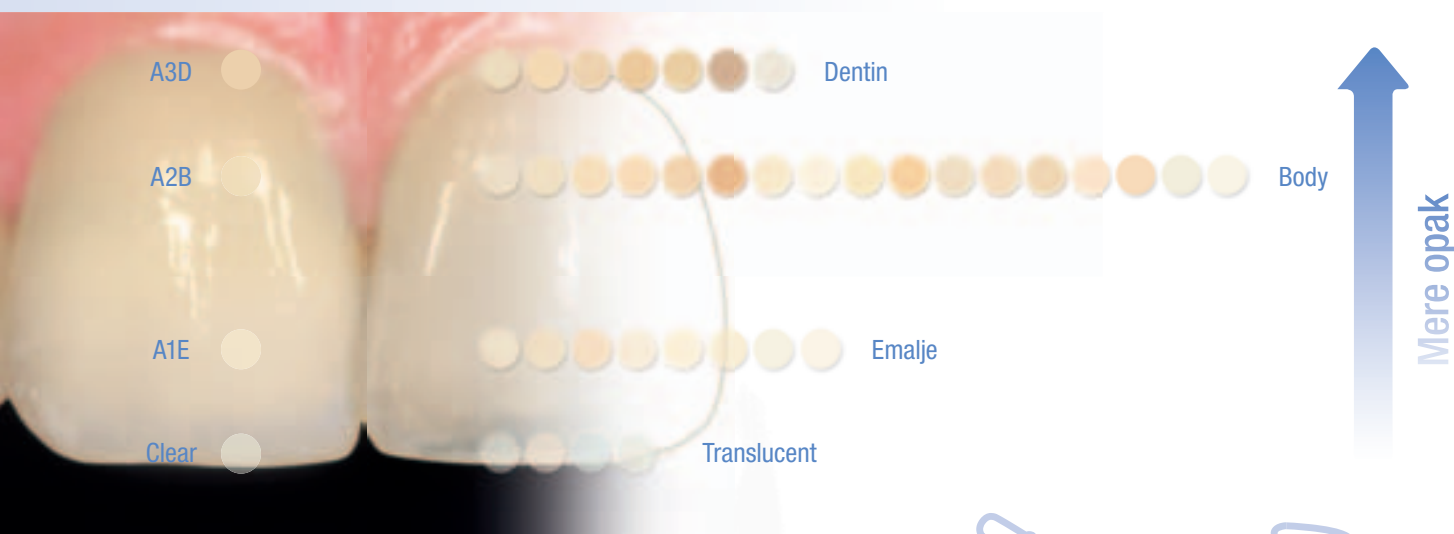 A3D
Dentin
A2B
Body
A1E
Emalje
Clear
Translucent
Mere opak